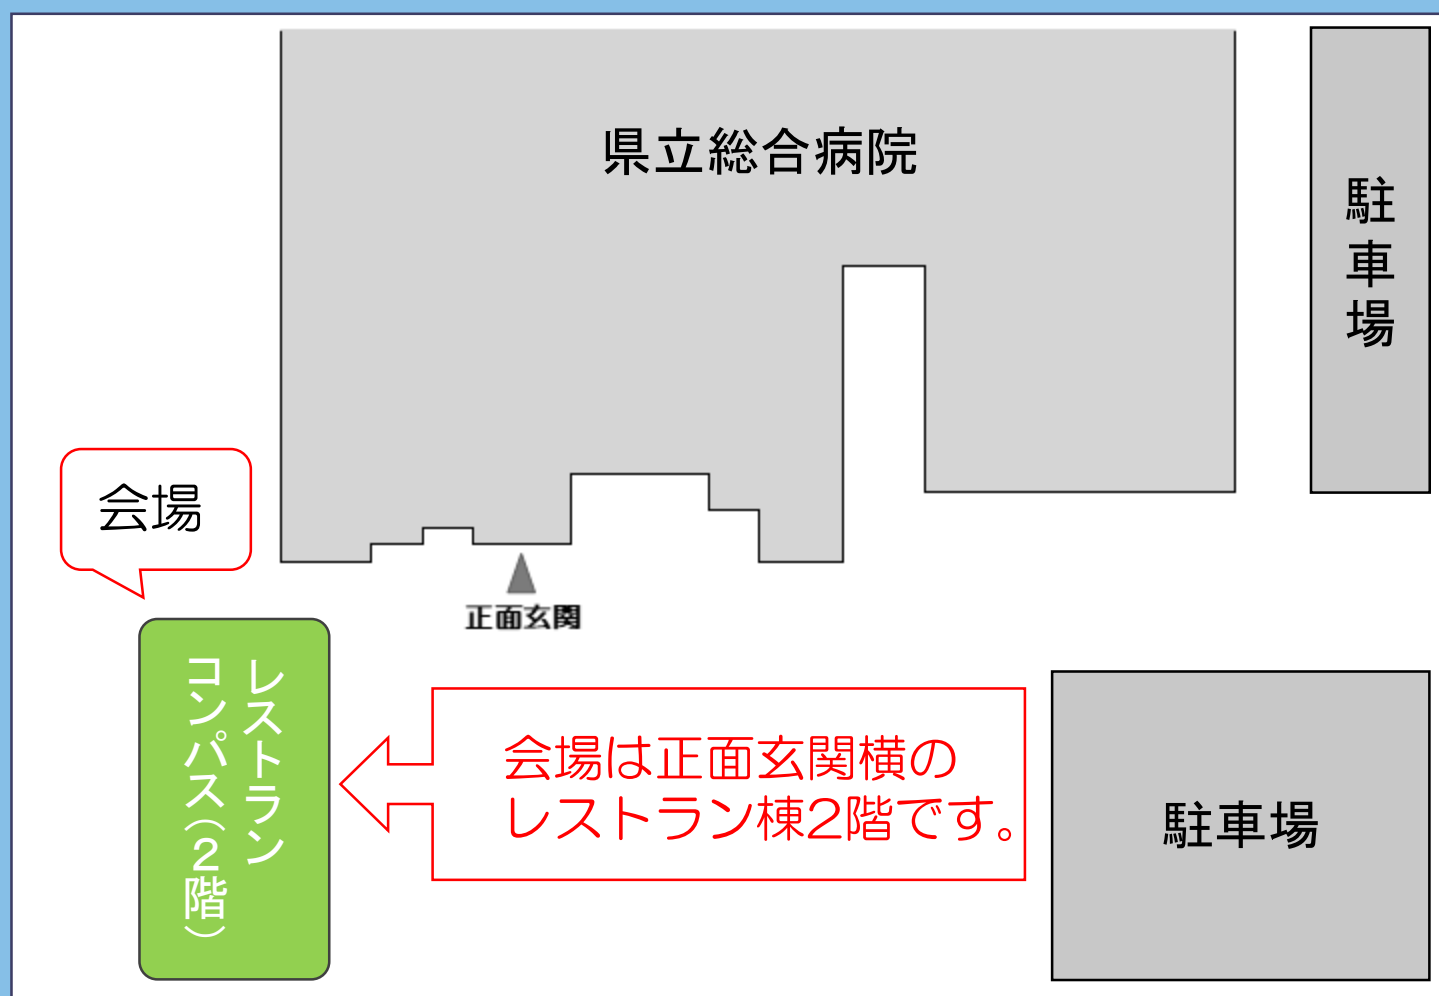 県立総合病院
駐車場
会場
正面玄関
レストラン
コンパス（２階）
会場は正面玄関横の
レストラン棟2階です。
駐車場